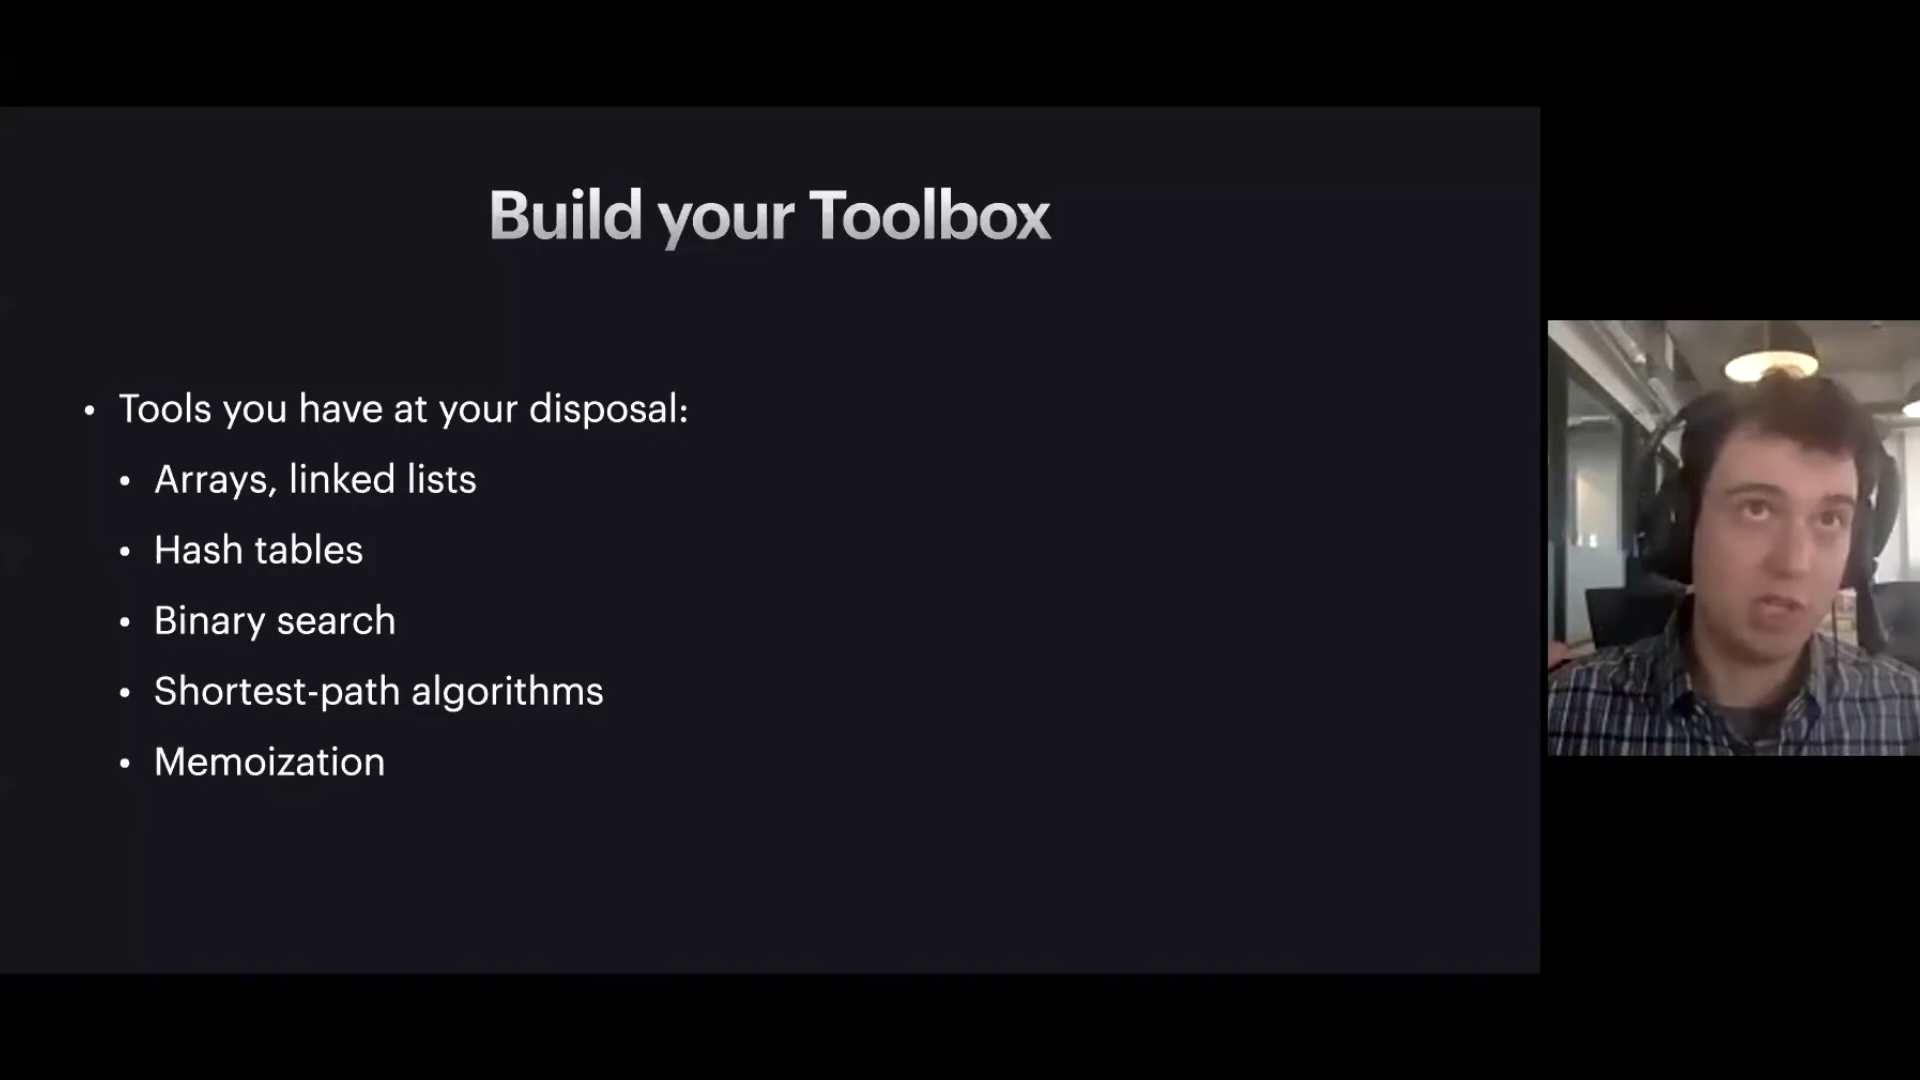 Build your Toolbox
• Tools you have at your disposal:
• Arrays, linked lists
• Hash tables
• Binary search
• Shortest-path algorithms
• Memoization